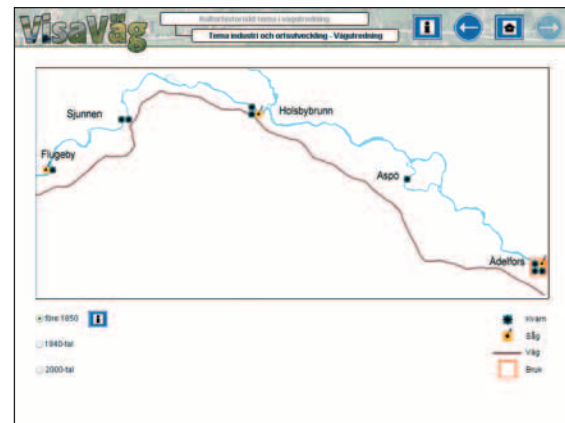 VisaVäg
Kulturhistoriskt tema i vägutredning
Tema industri och ortsutveckling - Vägutredning
Sjunnen
Holsbybrunn
Flugeby
Aspö
Ädelfors
före 1850
1940-tal
2000-tal
Kvarn
Såg
Väg
Bruk